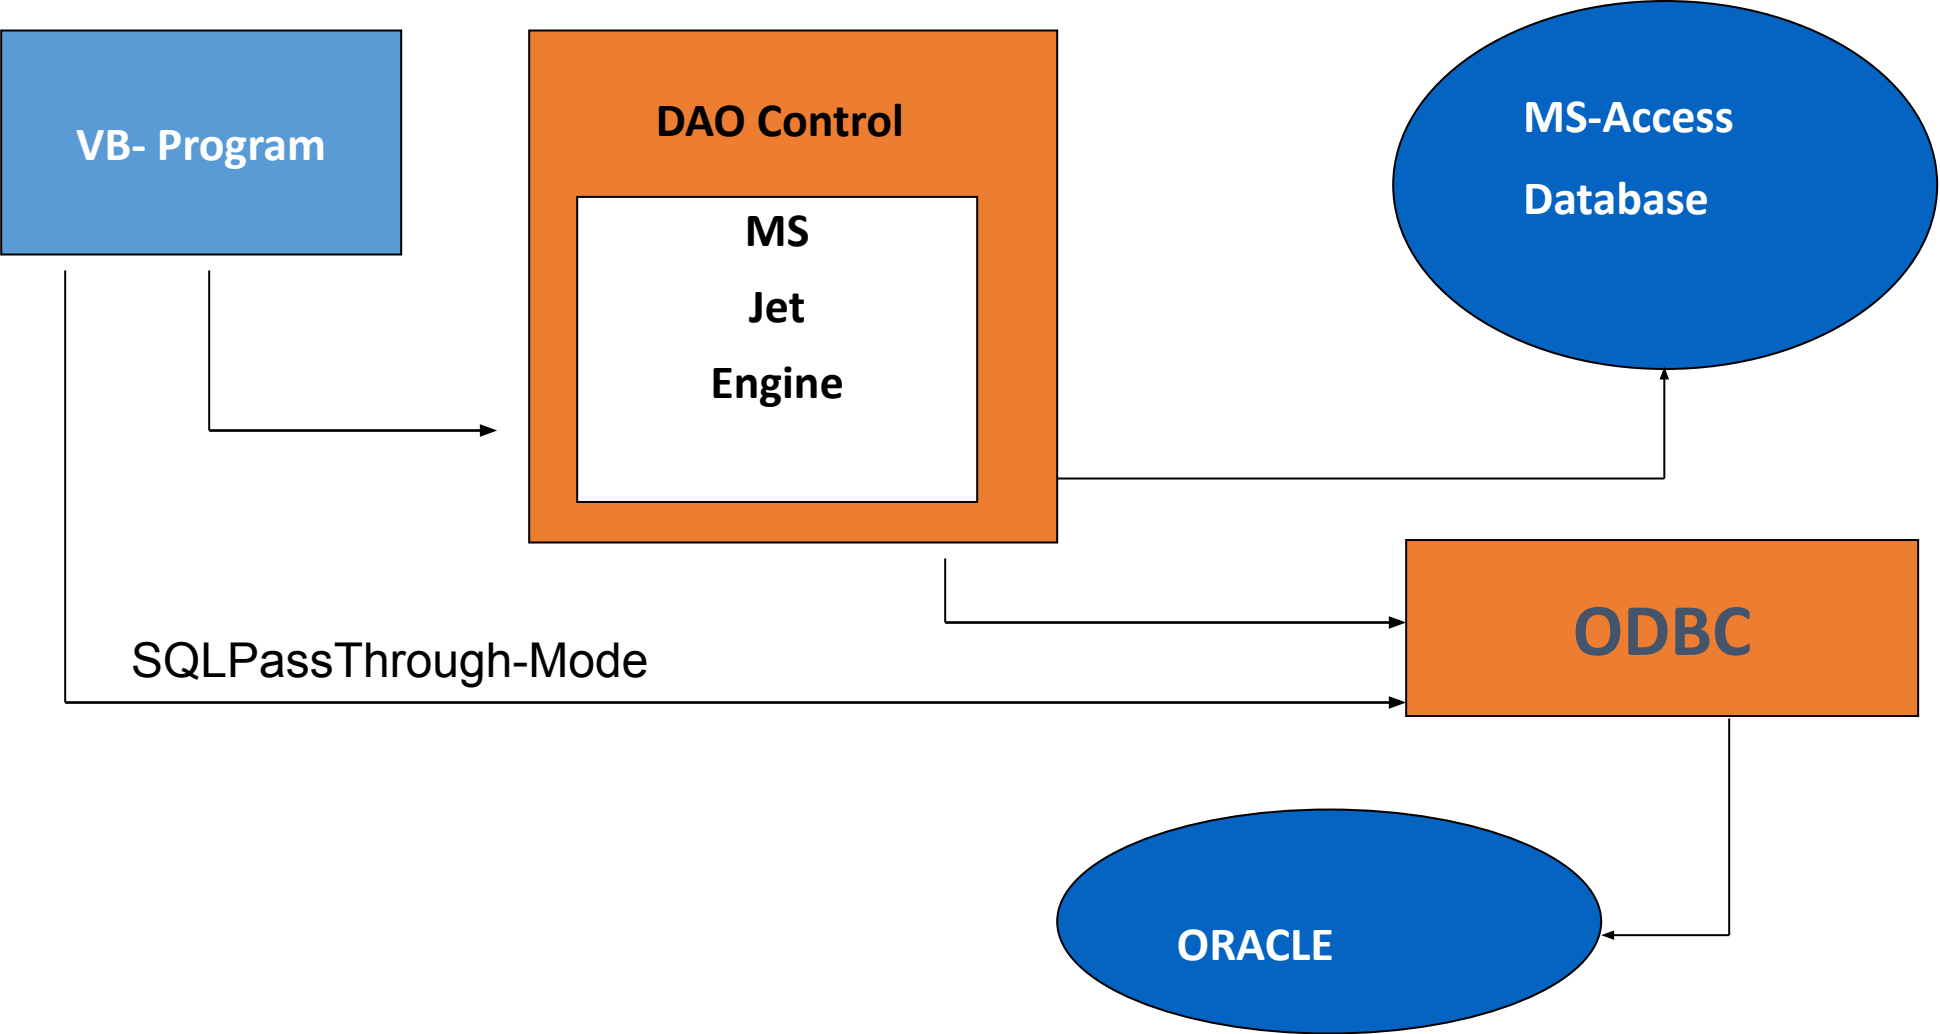 VB- Program
DAO Control
MS
Jet
Engine
MS-Access
Database
SQLPassThrough-Mode
ODBC
ORACLE